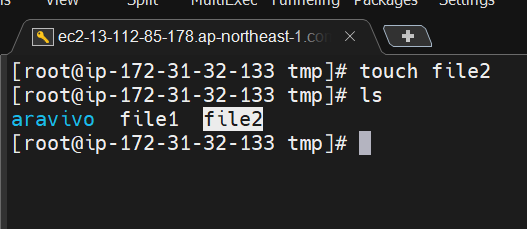 View Split MultiExec Tunneling Packages Settings
ec2-13-112-85-178.ap-northeast-1.co
[root@ip-172-31-32-133 tmp]# touch file2
[root@ip-172-31-32-133 tmp]# ls
aravivo file1 file2
[root@ip-172-31-32-133 tmp]#